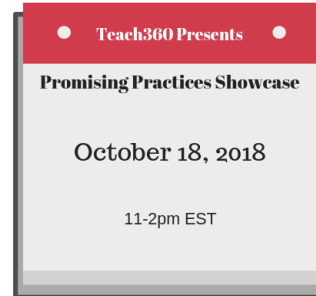 Teach360 Presents
Promising Practices Showcase
October 18, 2018
11-2pm EST